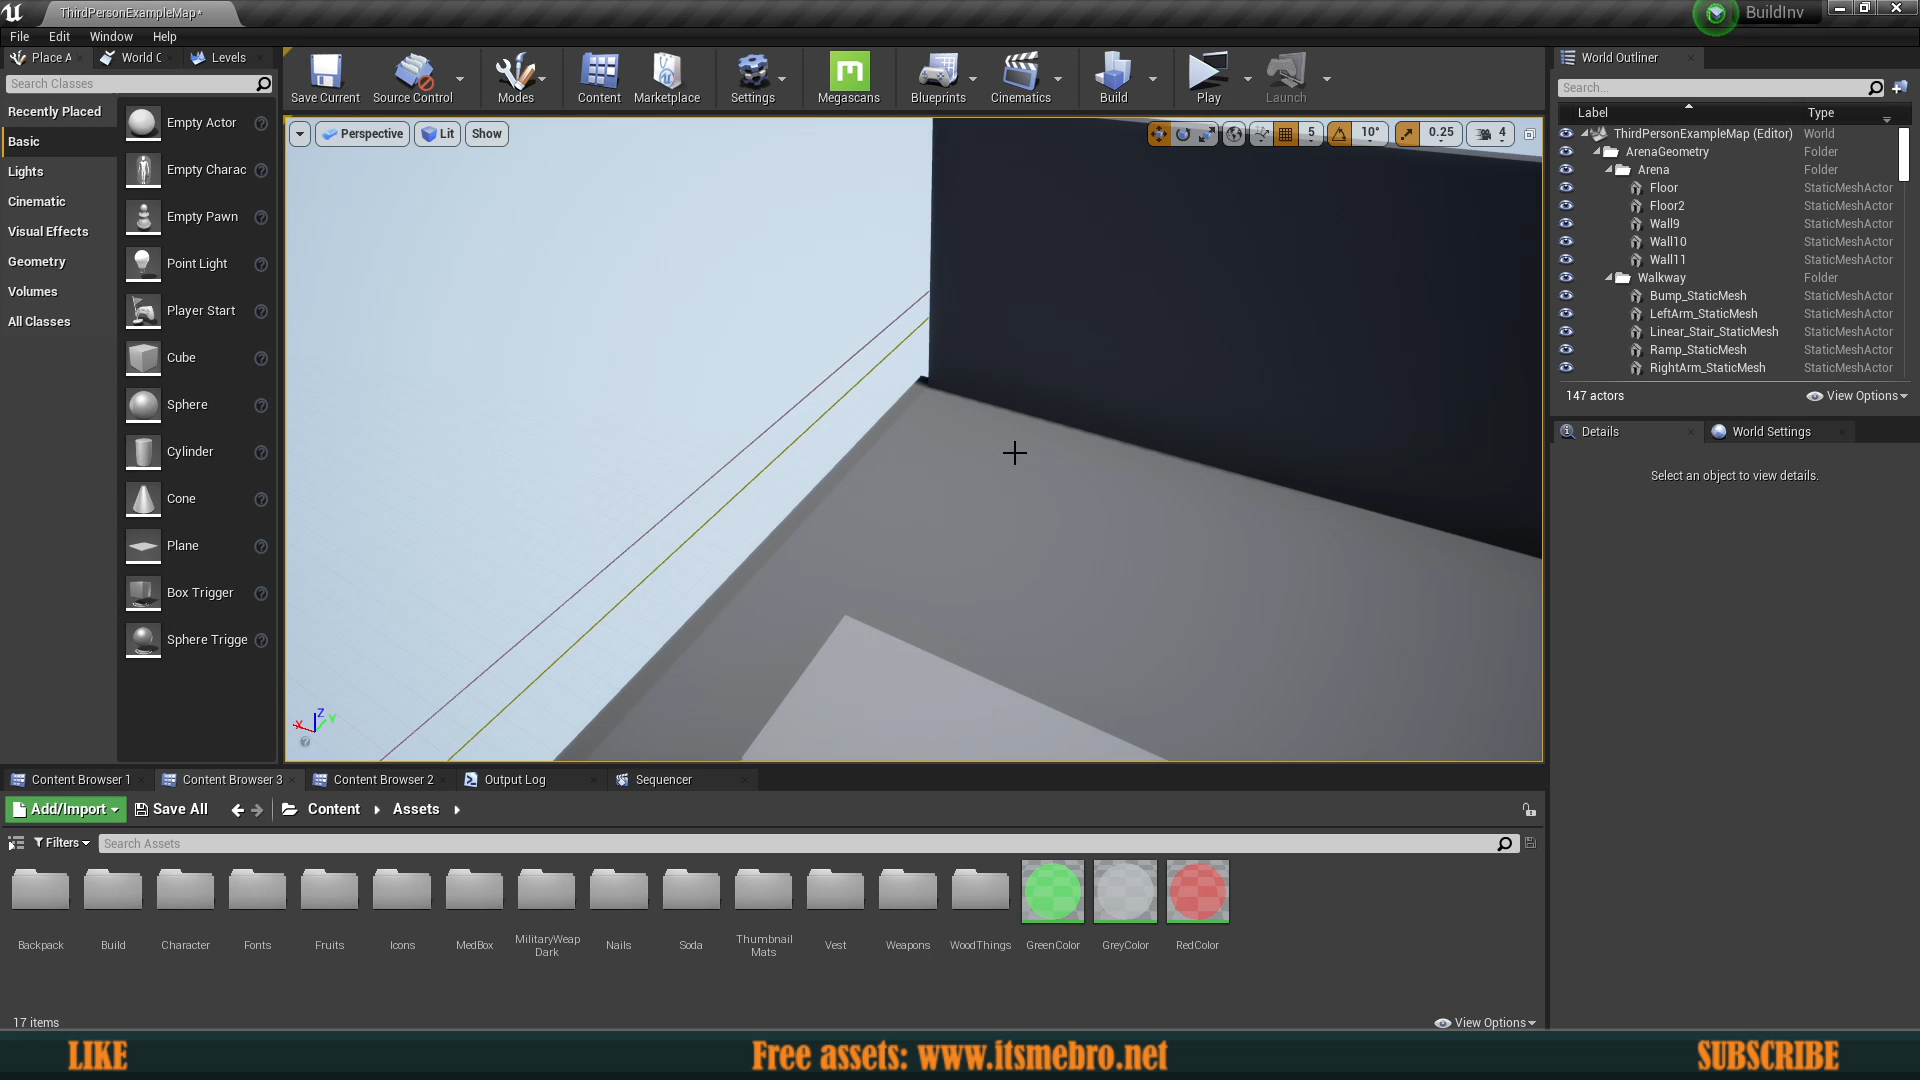 ThirdPersonExampleMap*
BuildInv
File Edit Window Help
Place A
World C
Levels
Search Classes
Recently Placed
Basic
Lights
Cinematic
Visual Effects
Geometry
Volumes
All Classes
Empty Actor
Empty Charac
Empty Pawn
Point Light
Player Start
Cube
Sphere
Cylinder
Cone
Plane
Box Trigger
Sphere Trigge
Save Current
Source Control
Modes
Content
Marketplace
Settings
Megascans
Blueprints
Cinematics
Build
Play
Launch
Perspective
Lit
Show
5
10°
0.25
4
X
Z
Y
World Outliner
Search...
Label Type
ThirdPersonExampleMap (Editor) World
ArenaGeometry Folder
Arena Folder
Floor StaticMeshActor
Floor2 StaticMeshActor
Wall9 StaticMeshActor
Wall10 StaticMeshActor
Wall11 StaticMeshActor
Walkway Folder
Bump_StaticMesh StaticMeshActor
LeftArm_StaticMesh StaticMeshActor
Linear_Stair_StaticMesh StaticMeshActor
Ramp_StaticMesh StaticMeshActor
RightArm_StaticMesh StaticMeshActor
147 actors
View Options
Details
World Settings
Select an object to view details.
Content Browser 1
Content Browser 3
Content Browser 2
Output Log
Sequencer
Add/Import
Save All
Content
Assets
Filters
Search Assets
Backpack
Build
Character
Fonts
Fruits
Icons
MedBox
MilitaryWeap
Dark
Nails
Soda
Thumbnail
Mats
Vest
Weapons
WoodThings
GreenColor
GreyColor
RedColor
17 items
View Options
LIKE
Free assets: www.itsmebro.net
SUBSCRIBE